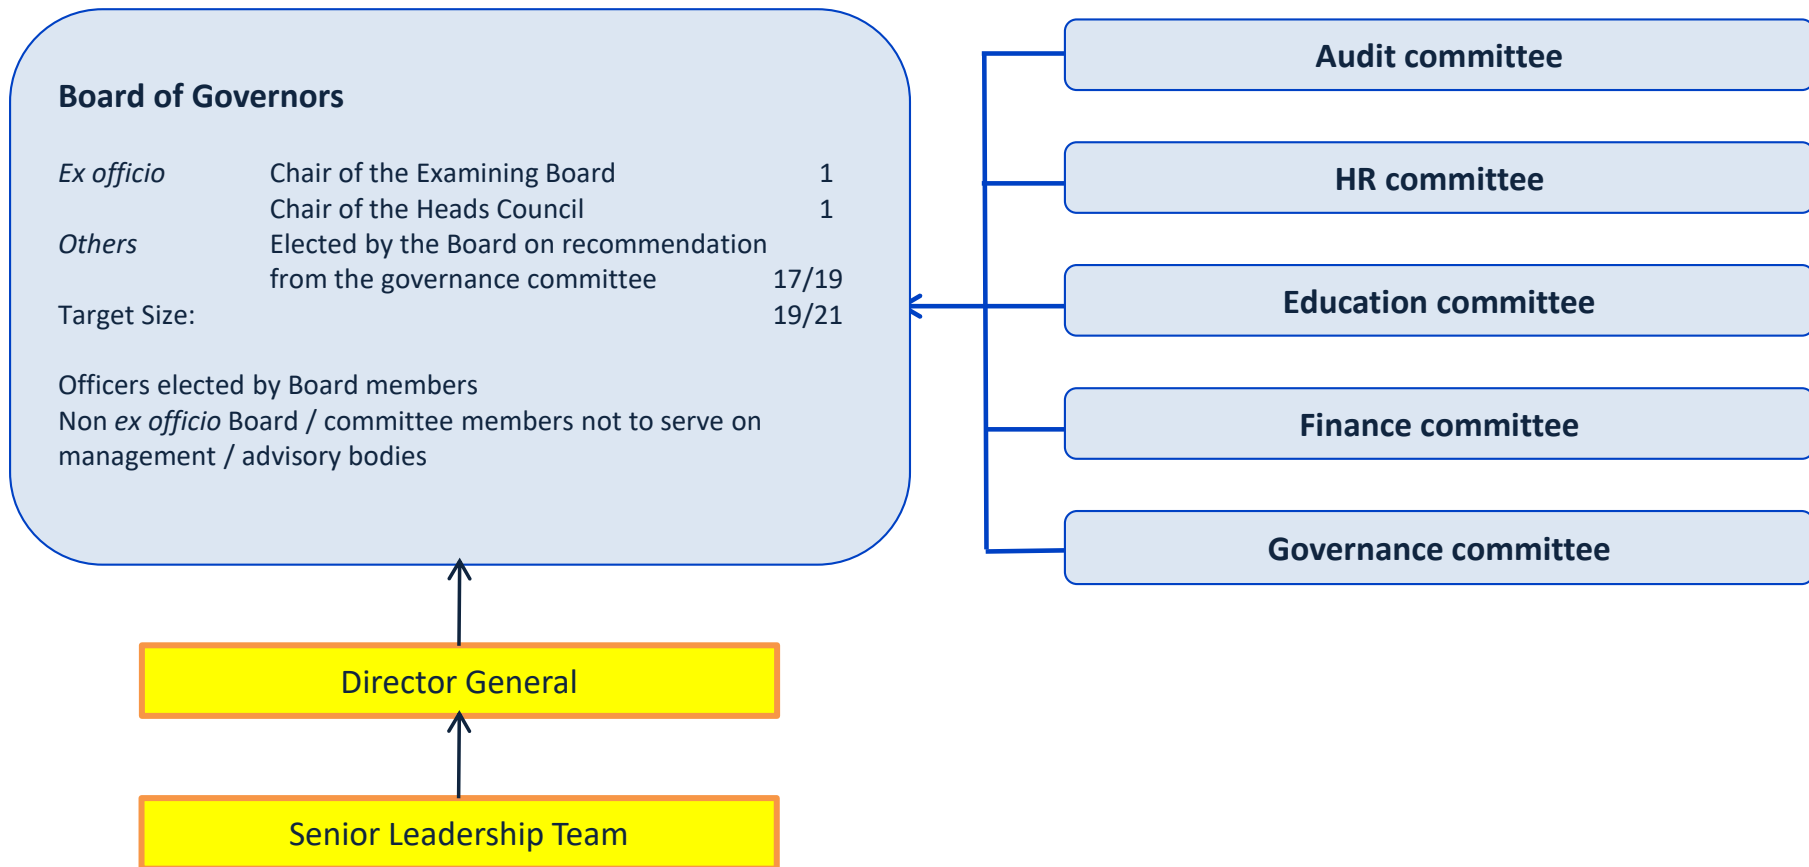 Board of Governors
Ex officio Chair of the Examining Board 1
Chair of the Heads Council 1
Others Elected by the Board on recommendation
from the governance committee 17/19
Target Size: 19/21
Officers elected by Board members
Non ex officio Board / committee members not to serve on
management / advisory bodies
Audit committee
HR committee
Education committee
Finance committee
Governance committee
Director General
Senior Leadership Team